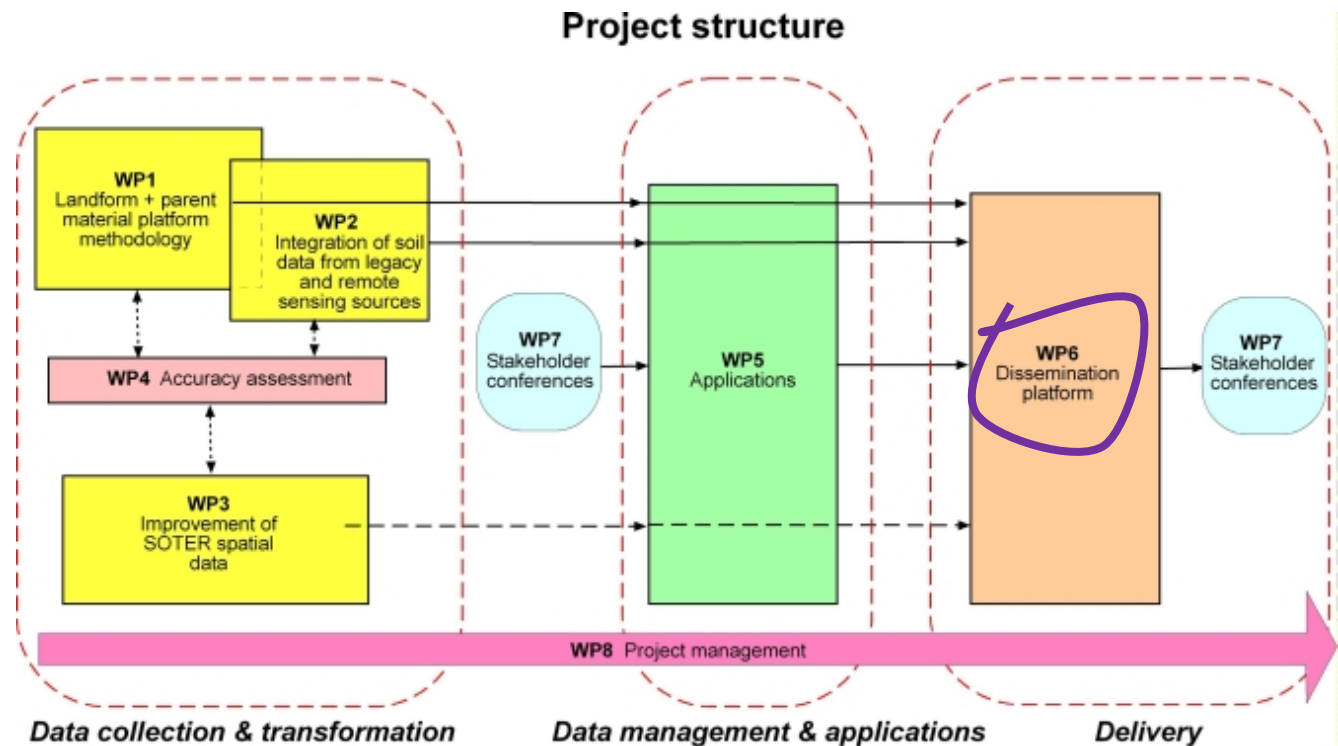 Project structure
WP1
Landform + parent
material platform
methodology
WP2
Integration of soil
data from legacy
and remote
sensing sources
WP4 Accuracy assessment
WP3
Improvement of
SOTER spatial
data
WP7
Stakeholder
conferences
WP5
Applications
WP6
Dissemination
platform
WP7
Stakeholder
conferences
WP8 Project management
Data collection & transformation
Data management & applications
Delivery